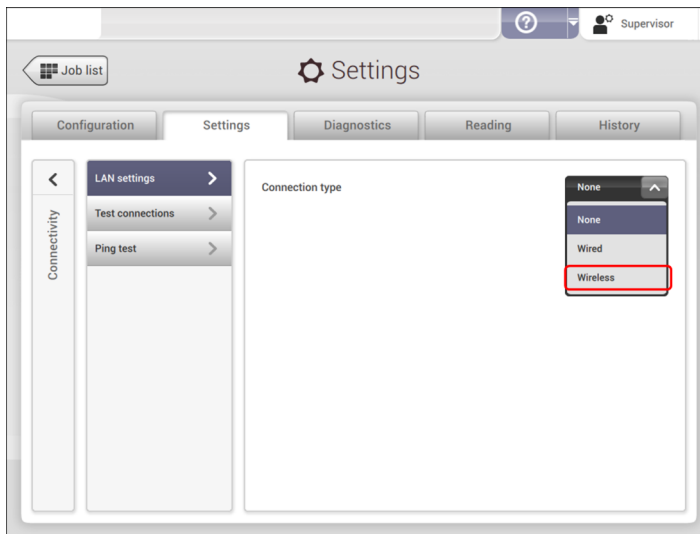 ?
Supervisor
Job list
Settings
Configuration
Settings
Diagnostics
Reading
History
Connectivity
LAN settings
Test connections
Ping test
Connection type
None
None
Wired
Wireless